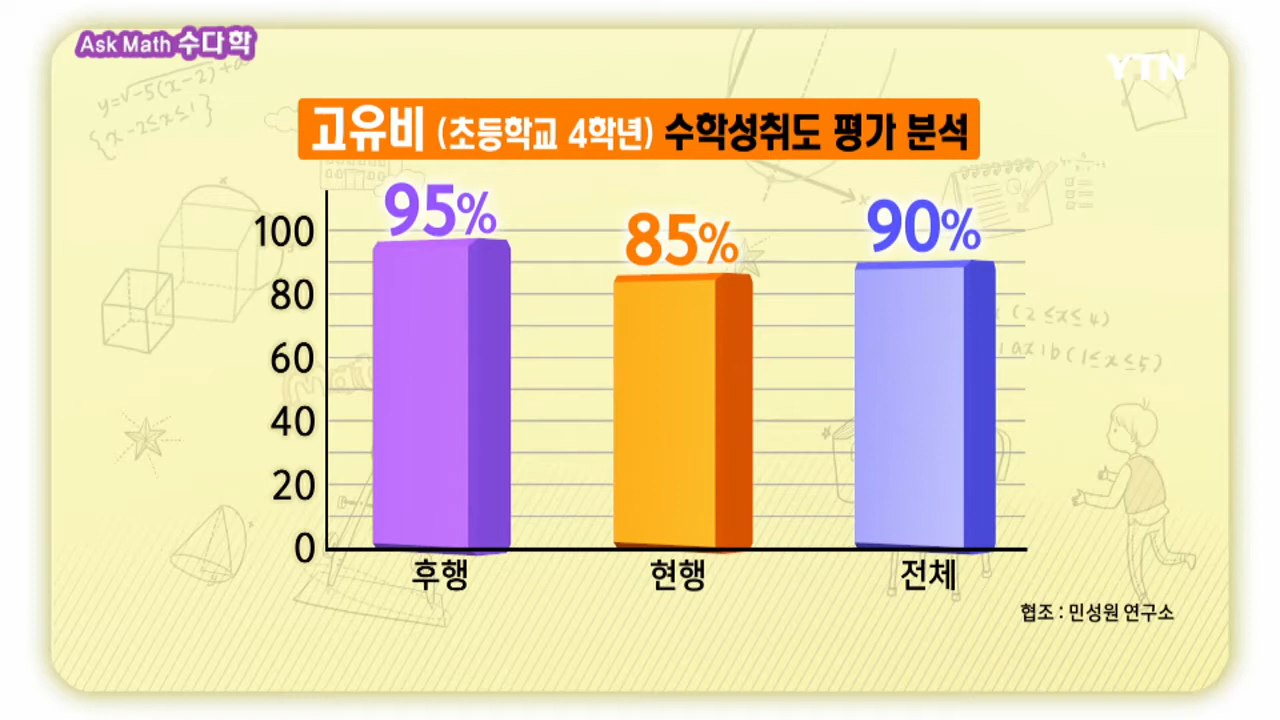 Ask Math 수다학
YTN
고유비 (초등학교 4학년) 수학성취도 평가 분석
95%
85%
90%
100
80
60
40
20
0
후행
현행
전체
협조 : 민성원 연구소